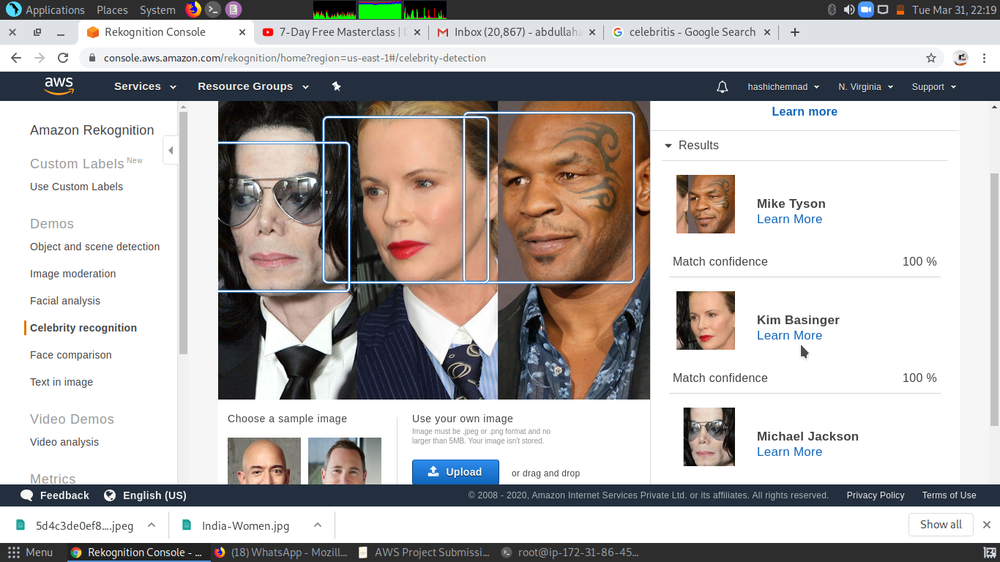 Applications Places System Tue Mar 31, 22:19
Rekognition Console 7-Day Free Masterclass | D Inbox (20,867) - abdullaha celebritis - Google Search
console.aws.amazon.com/rekognition/home?region=us-east-1#/celebrity-detection
aws Services Resource Groups hashichemnad N. Virginia Support
Amazon Rekognition
Custom Labels New
Use Custom Labels
Demos
Object and scene detection
Image moderation
Facial analysis
Celebrity recognition
Face comparison
Text in image
Video Demos
Video analysis
Metrics
Choose a sample image
Use your own image
Image must be .jpeg or .png format and no
larger than 5MB. Your image isn't stored.
Upload or drag and drop
Learn more
Results
Mike Tyson
Learn More
Match confidence 100 %
Kim Basinger
Learn More
Match confidence 100 %
Michael Jackson
Learn More
Feedback English (US) © 2008 - 2020, Amazon Internet Services Private Ltd. or its affiliates. All rights reserved. Privacy Policy Terms of Use
5d4c3de0ef8....jpeg India-Women.jpg Show all
Menu Rekognition Console - ... (18) WhatsApp - Mozill... AWS Project Submissi... root@ip-172-31-86-45...